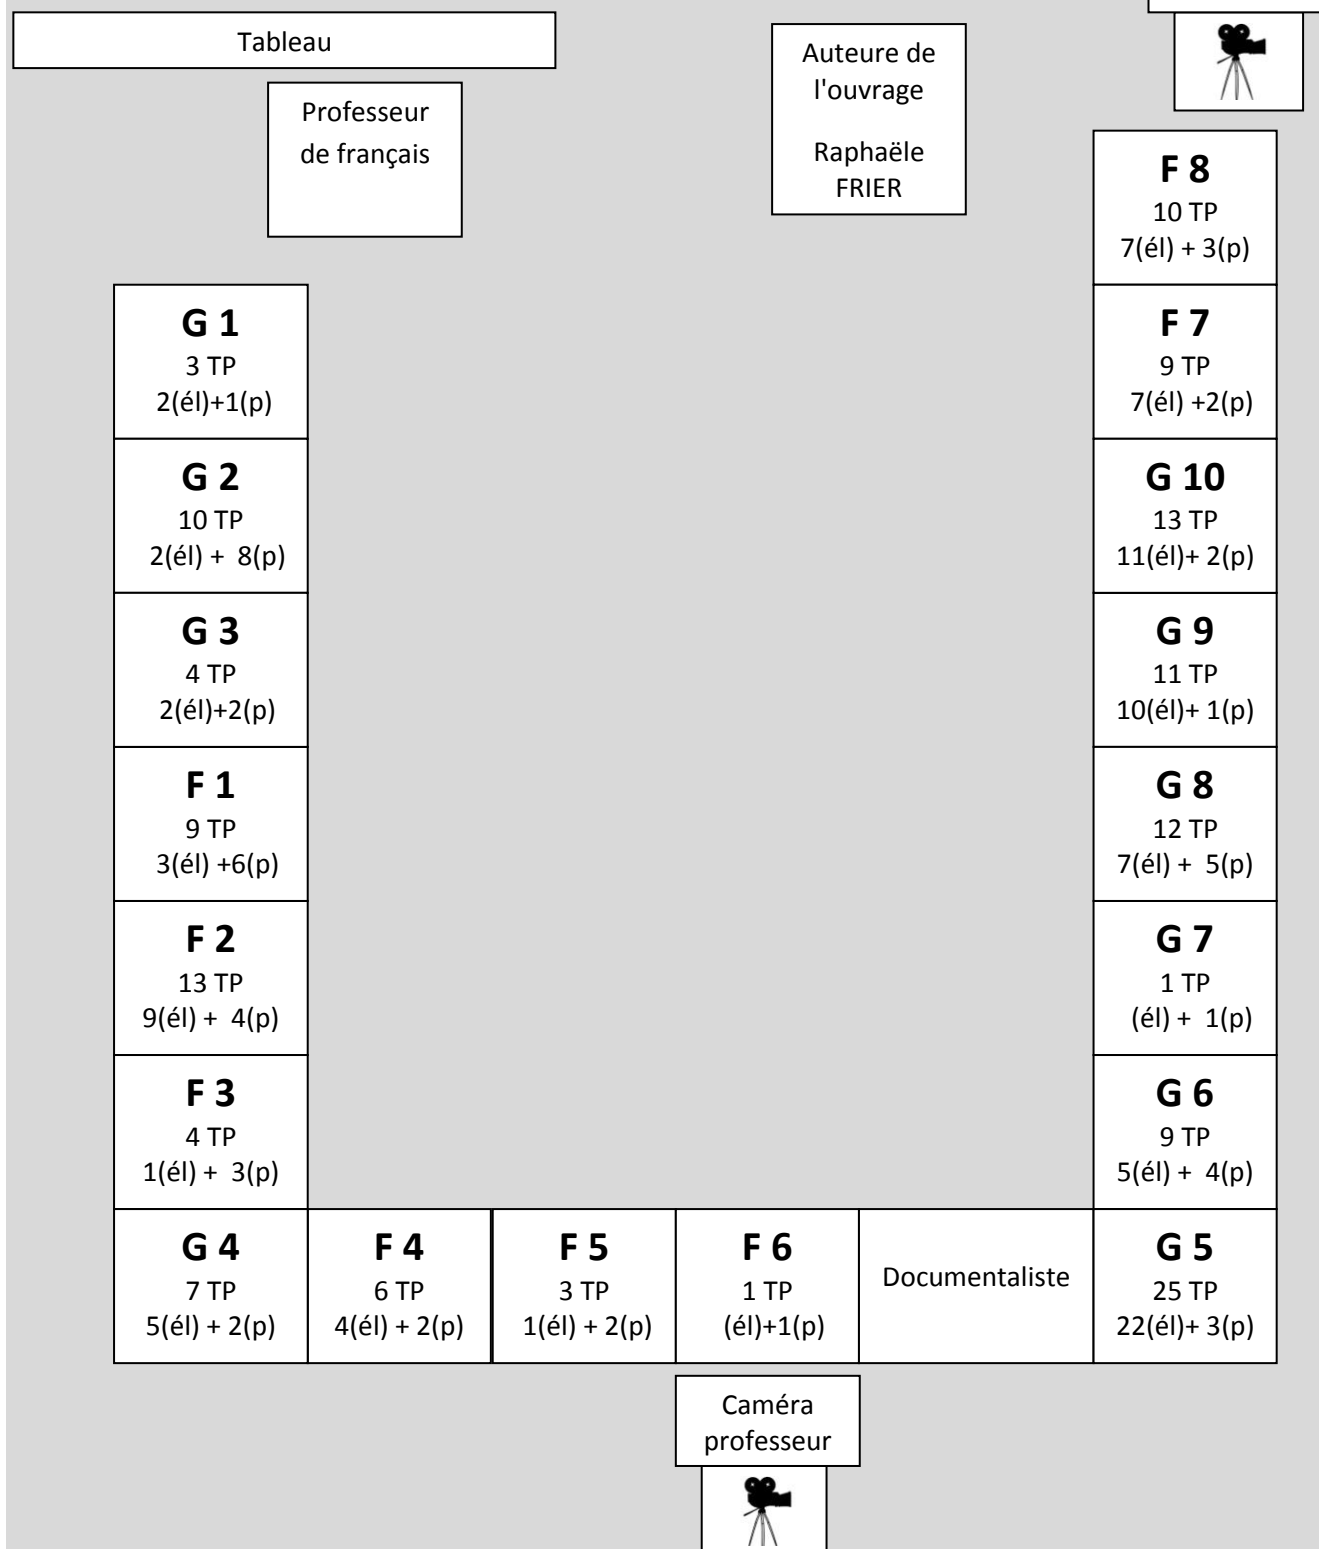 Tableau
Professeur
de français
Auteure de
l'ouvrage
Raphaële
FRIER
F 8
10 TP
7(él) + 3(p)
G 1
3 TP
2(él)+1(p)
F 7
9 TP
7(él) +2(p)
G 2
10 TP
2(él) + 8(p)
G 10
13 TP
11(él)+ 2(p)
G 3
4 TP
2(él)+2(p)
G 9
11 TP
10(él)+ 1(p)
F 1
9 TP
3(él) +6(p)
G 8
12 TP
7(él) + 5(p)
F 2
13 TP
9(él) + 4(p)
G 7
1 TP
(él) + 1(p)
F 3
4 TP
1(él) + 3(p)
G 6
9 TP
5(él) + 4(p)
G 4
7 TP
5(él) + 2(p)
F 4
6 TP
4(él) + 2(p)
F 5
3 TP
1(él) + 2(p)
F 6
1 TP
(él)+1(p)
Documentaliste
G 5
25 TP
22(él)+ 3(p)
Caméra
professeur